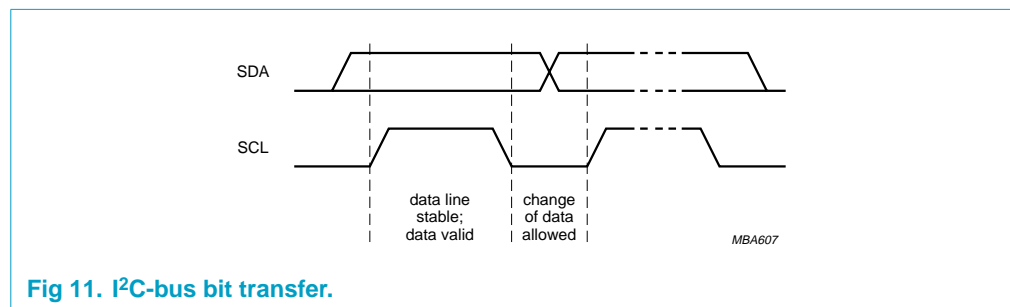 SDA
SCL
data line
stable;
data valid
change
of data
allowed
MBA607
Fig 11. I²C-bus bit transfer.